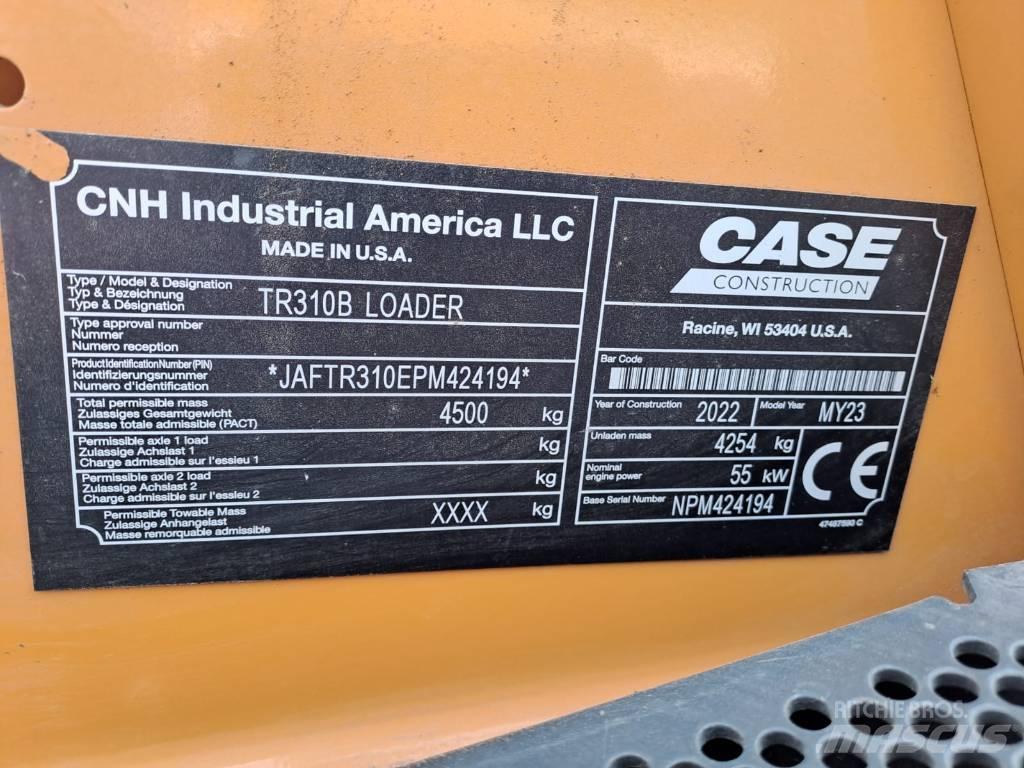 CNH Industrial America LLC
MADE IN U.S.A.
Type / Model & Designation
Typ & Bezeichnung
Type & Désignation
TR310B LOADER
Type approval number
Nummer
Numero reception
Product Identification Number (PIN)
Identifizierungsnummer
Numero d'identification
*JAFTR310EPM424194*
Total permissible mass
Zulassiges Gesamtgewicht
Masse totale admissible (PACT)
4500 kg
Permissible axle 1 load
Zulassige Achslast 1
Charge admissible sur l'essieu 1
kg
Permissible axle 2 load
Zulassige Achslast 2
Charge admissible sur l'essieu 2
kg
Permissible Towable Mass
Zulassige Anhangelast
Masse remorquable admissible
XXXX kg
CASE
CONSTRUCTION
Racine, WI 53404 U.S.A.
Bar Code
Year of Construction 2022 Model Year MY23
Unladen mass 4254 kg
Nominal
engine power
55 kW
Base Serial Number NPM424194
CE
47487590 C
RITCHIE BROS.
MASCUS